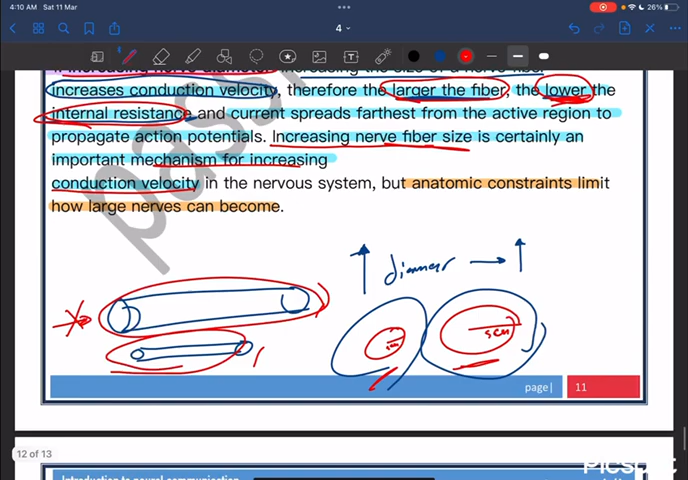 4:10 AM Sat 11 Mar
26%
4
increases conduction velocity, therefore the larger the fiber, the lower the
internal resistance and current spreads farthest from the active region to
propagate action potentials. Increasing nerve fiber size is certainly an
important mechanism for increasing
conduction velocity in the nervous system, but anatomic constraints limit
how large nerves can become.
page| 11
12 of 13
Introduction to neural communication